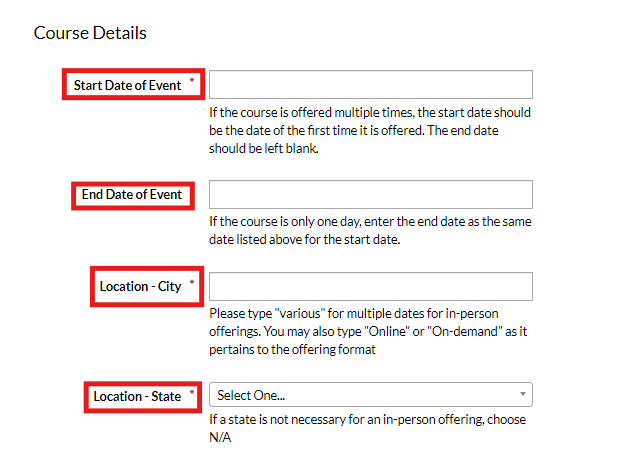 Course Details
Start Date of Event *
If the course is offered multiple times, the start date should
be the date of the first time it is offered. The end date
should be left blank.
End Date of Event
If the course is only one day, enter the end date as the same
date listed above for the start date.
Location - City *
Please type "various" for multiple dates for in-person
offerings. You may also type "Online" or "On-demand" as it
pertains to the offering format
Location - State *
Select One...
If a state is not necessary for an in-person offering, choose
N/A